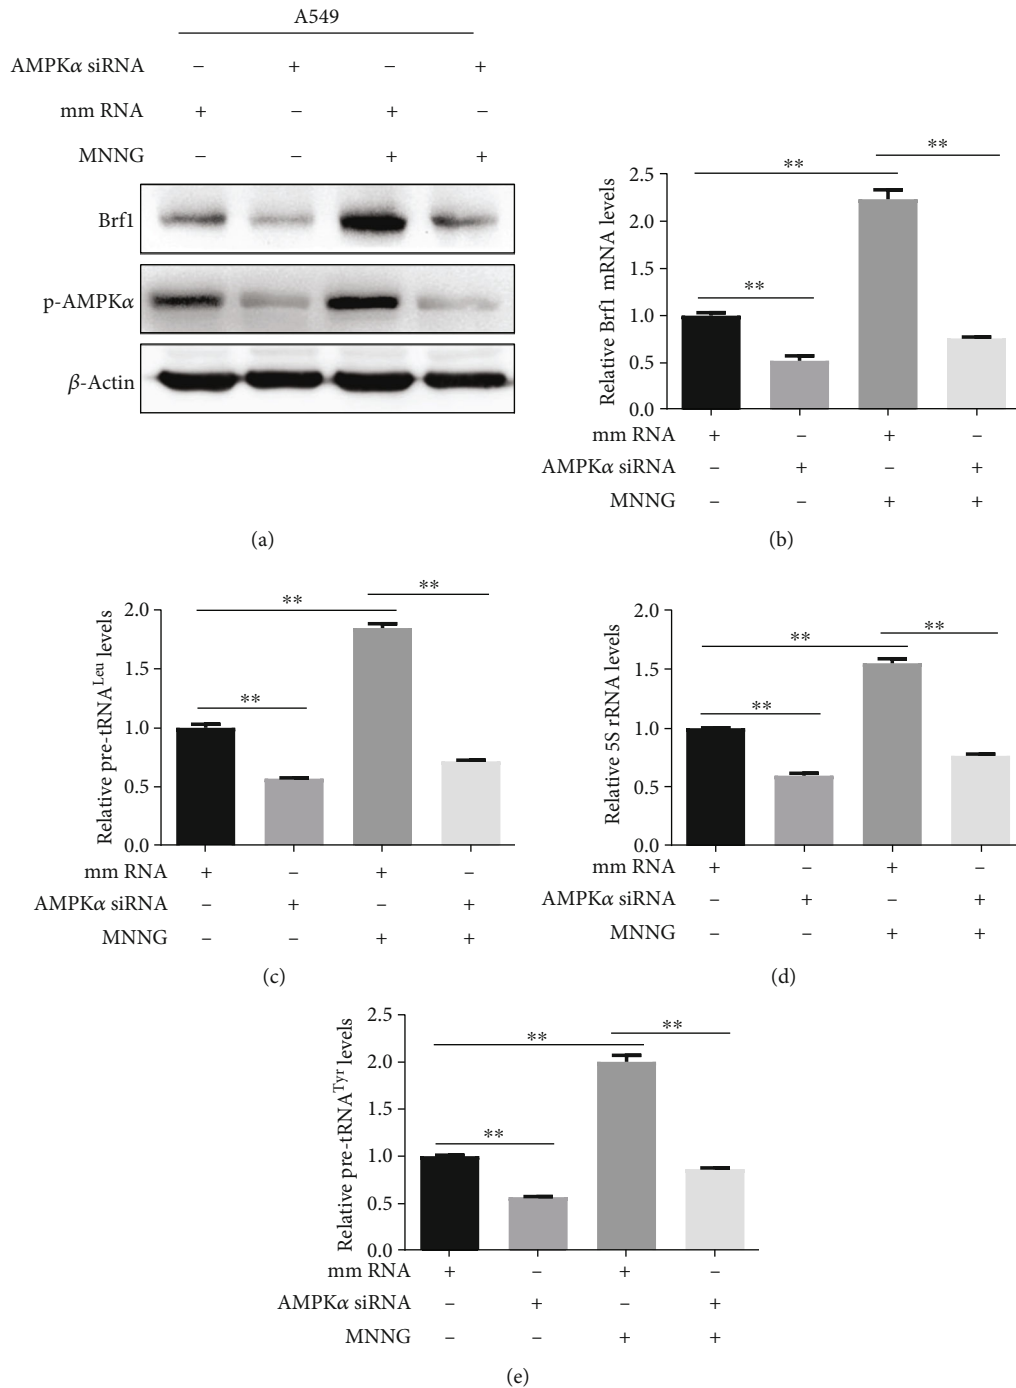 A549
AMPKα siRNA – + – +
mm RNA + – + –
MNNG – – + +
Brf1
p-AMPKα
β-Actin
(a)
Relative Brf1 mRNA levels
2.5
2.0
1.5
1.0
0.5
0.0
** ** **
mm RNA + – + –
AMPKα siRNA – + – +
MNNG – – + +
(b)
Relative pre-tRNA^Leu levels
2.0
1.5
1.0
0.5
0.0
** ** **
mm RNA + – + –
AMPKα siRNA – + – +
MNNG – – + +
(c)
Relative 5S rRNA levels
2.0
1.5
1.0
0.5
0.0
** ** **
mm RNA + – + –
AMPKα siRNA – + – +
MNNG – – + +
(d)
Relative pre-tRNA^Tyr levels
2.5
2.0
1.5
1.0
0.5
0.0
** ** **
mm RNA + – + –
AMPKα siRNA – + – +
MNNG – – + +
(e)